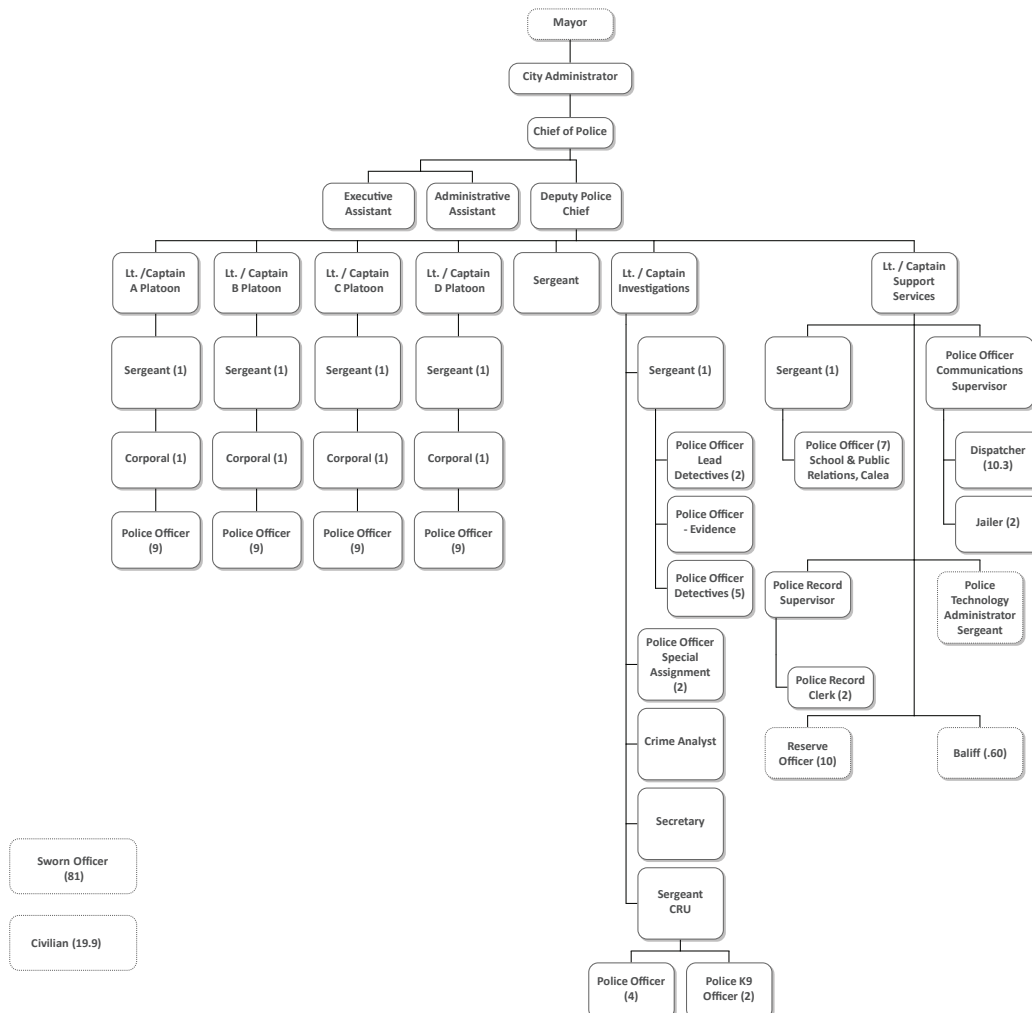 Mayor
City Administrator
Chief of Police
Executive
Assistant
Administrative
Assistant
Deputy Police
Chief
Lt. /Captain
A Platoon
Lt. / Captain
B Platoon
Lt. / Captain
C Platoon
Lt. / Captain
D Platoon
Sergeant
Lt. / Captain
Investigations
Lt. / Captain
Support
Services
Sergeant (1)
Sergeant (1)
Sergeant (1)
Sergeant (1)
Sergeant (1)
Sergeant (1)
Police Officer
Communications
Supervisor
Corporal (1)
Corporal (1)
Corporal (1)
Corporal (1)
Police Officer
Lead
Detectives (2)
Police Officer (7)
School & Public
Relations, Calea
Dispatcher
(10.3)
Police Officer
(9)
Police Officer
(9)
Police Officer
(9)
Police Officer
(9)
Police Officer
- Evidence
Jailer (2)
Police Officer
Detectives (5)
Police Record
Supervisor
Police
Technology
Administrator
Sergeant
Police Officer
Special
Assignment
(2)
Police Record
Clerk (2)
Crime Analyst
Reserve
Officer (10)
Baliff (.60)
Secretary
Sworn Officer
(81)
Sergeant
CRU
Civilian (19.9)
Police Officer
(4)
Police K9
Officer (2)